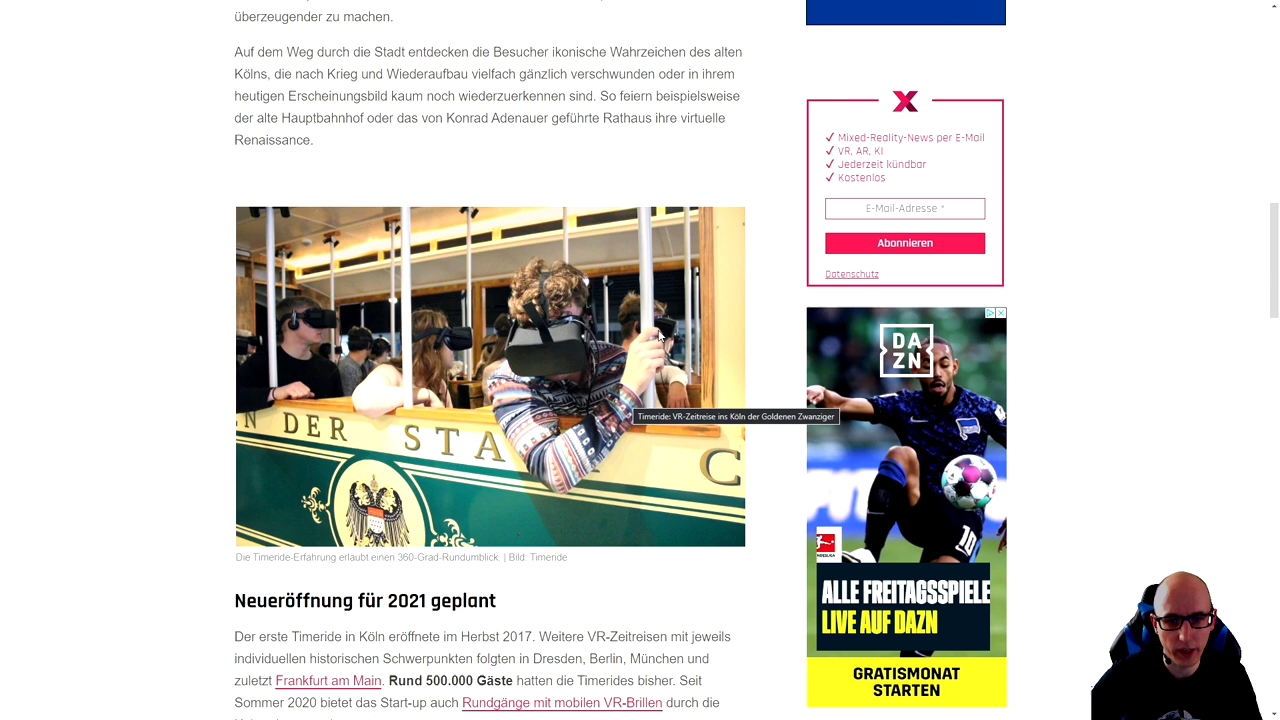 überzeugender zu machen.
Auf dem Weg durch die Stadt entdecken die Besucher ikonische Wahrzeichen des alten
Kölns, die nach Krieg und Wiederaufbau vielfach gänzlich verschwunden oder in ihrem
heutigen Erscheinungsbild kaum noch wiederzuerkennen sind. So feiern beispielsweise
der alte Hauptbahnhof oder das von Konrad Adenauer geführte Rathaus ihre virtuelle
Renaissance.
N DER STA
C
Timeride: VR-Zeitreise ins Köln der Goldenen Zwanziger
Die Timeride-Erfahrung erlaubt einen 360-Grad-Rundumblick. | Bild: Timeride
Neueröffnung für 2021 geplant
Der erste Timeride in Köln eröffnete im Herbst 2017. Weitere VR-Zeitreisen mit jeweils
individuellen historischen Schwerpunkten folgten in Dresden, Berlin, München und
zuletzt Frankfurt am Main. Rund 500.000 Gäste hatten die Timerides bisher. Seit
Sommer 2020 bietet das Start-up auch Rundgänge mit mobilen VR-Brillen durch die
✓ Mixed-Reality-News per E-Mail
✓ VR, AR, KI
✓ Jederzeit kündbar
✓ Kostenlos
E-Mail-Adresse *
Abonnieren
Datenschutz
DA
ZN
10
ALLE FREITAGSSPIELE
LIVE AUF DAZN
GRATISMONAT
STARTEN